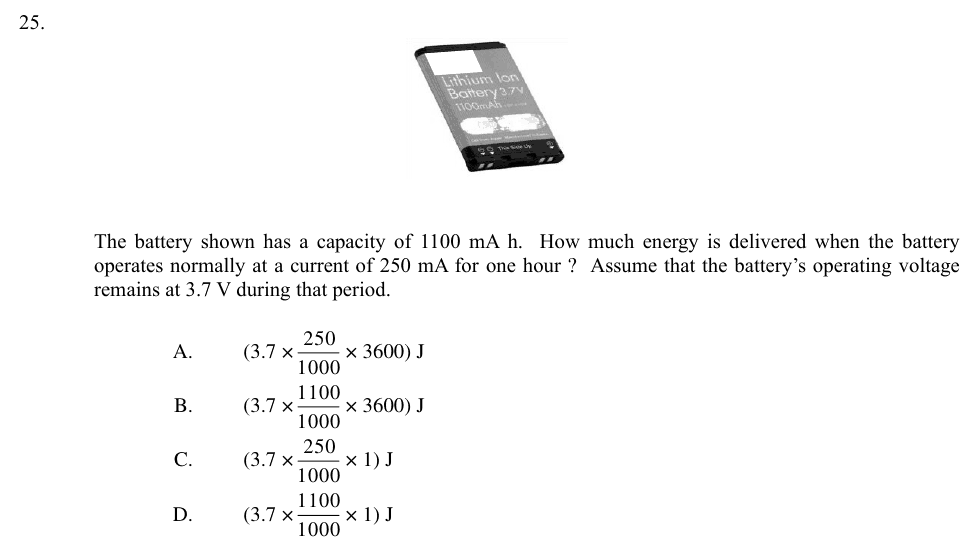 25.
Lithium Ion
Battery 3.7V
1100mAh
This Side Up
The battery shown has a capacity of 1100 mA h. How much energy is delivered when the battery
operates normally at a current of 250 mA for one hour ? Assume that the battery’s operating voltage
remains at 3.7 V during that period.
A. (3.7 × 250/1000 × 3600) J
B. (3.7 × 1100/1000 × 3600) J
C. (3.7 × 250/1000 × 1) J
D. (3.7 × 1100/1000 × 1) J